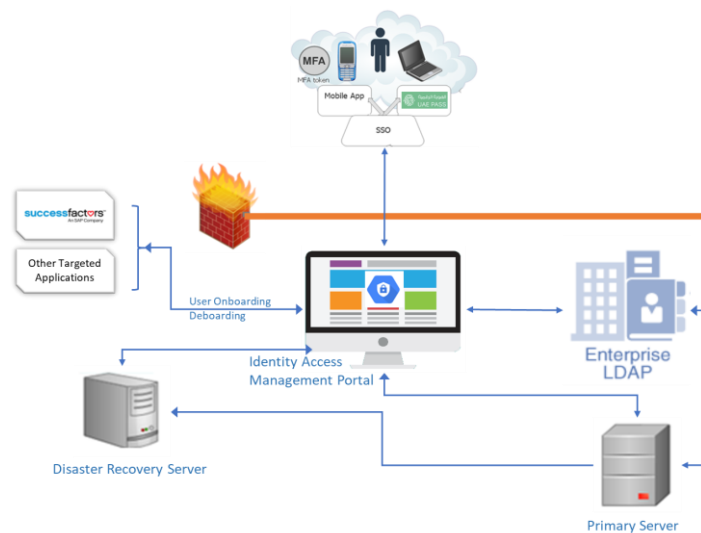 MFA
MFA token
Mobile App
UAE PASS
SSO
successfactors™
An SAP Company
Other Targeted
Applications
User Onboarding
Deboarding
Identity Access
Management Portal
Enterprise
LDAP
Disaster Recovery Server
Primary Server